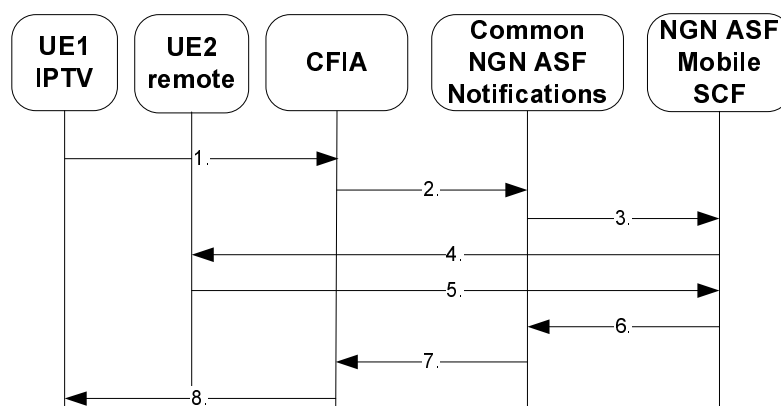 UE1
IPTV
UE2
remote
CFIA
Common
NGN ASF
Notifications
NGN ASF
Mobile
SCF
1.
2.
3.
4.
5.
6.
7.
8.